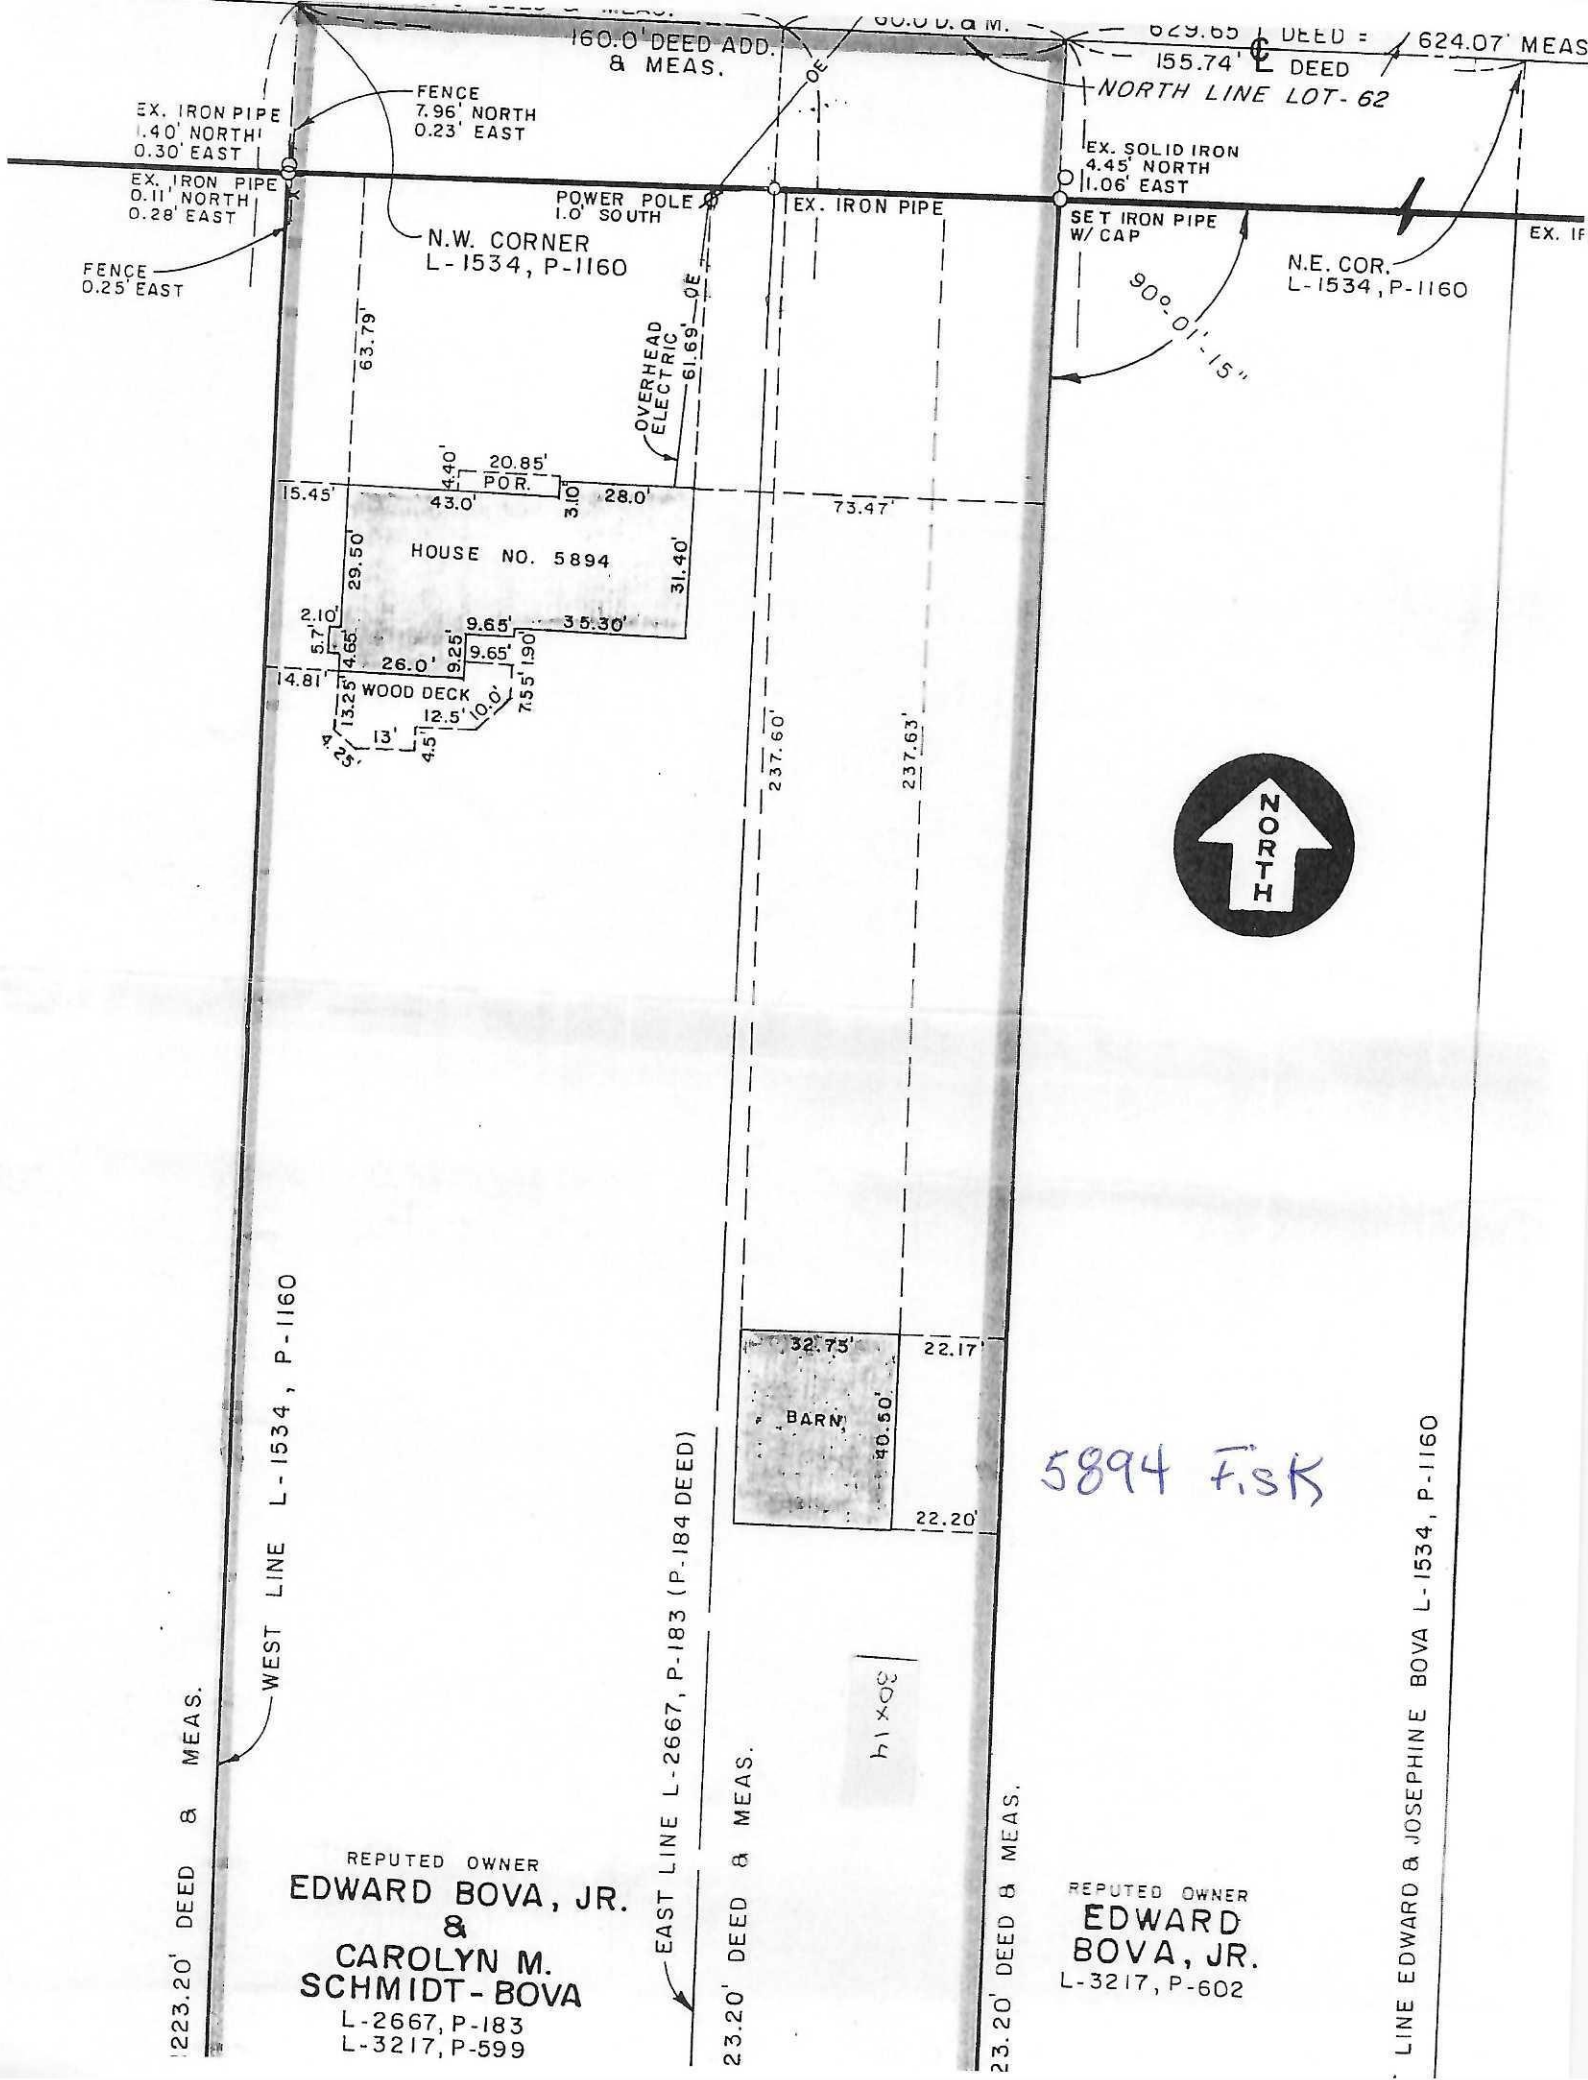 160.0' DEED ADD.
& MEAS.
60.0 D. & M.
629.65 DEED = 624.07' MEAS
155.74' ℄ DEED
NORTH LINE LOT-62
OE
EX. IRON PIPE
1.40' NORTH
0.30' EAST
FENCE
7.96' NORTH
0.23' EAST
EX. IRON PIPE
0.11' NORTH
0.28' EAST
FENCE
0.25' EAST
N.W. CORNER
L-1534, P-1160
POWER POLE
1.0' SOUTH
EX. IRON PIPE
EX. SOLID IRON
4.45' NORTH
1.06' EAST
SET IRON PIPE
W/ CAP
EX. IF
N.E. COR.
L-1534, P-1160
90°-01'-15"
63.79'
OVERHEAD
ELECTRIC
61.69'
OE
4.40'
20.85'
POR.
15.45'
43.0'
3.10
28.0'
73.47'
HOUSE NO. 5894
29.50'
31.40'
2.10'
5.7'
4.65'
9.65'
35.30'
9.25'
9.65'
1.90'
26.0'
14.81'
WOOD DECK
13.25'
12.5'
10.0'
7.55'
4.25'
13'
4.5'
237.60'
237.63'
NORTH
32.75'
22.17'
BARN
40.50'
22.20'
5894 Fisk
30x14
WEST LINE L-1534, P-1160
EAST LINE L-2667, P-183 (P-184 DEED)
LINE EDWARD & JOSEPHINE BOVA L-1534, P-1160
223.20' DEED & MEAS.
23.20' DEED & MEAS.
23.20' DEED & MEAS.
REPUTED OWNER
EDWARD BOVA, JR.
&
CAROLYN M.
SCHMIDT-BOVA
L-2667, P-183
L-3217, P-599
REPUTED OWNER
EDWARD
BOVA, JR.
L-3217, P-602